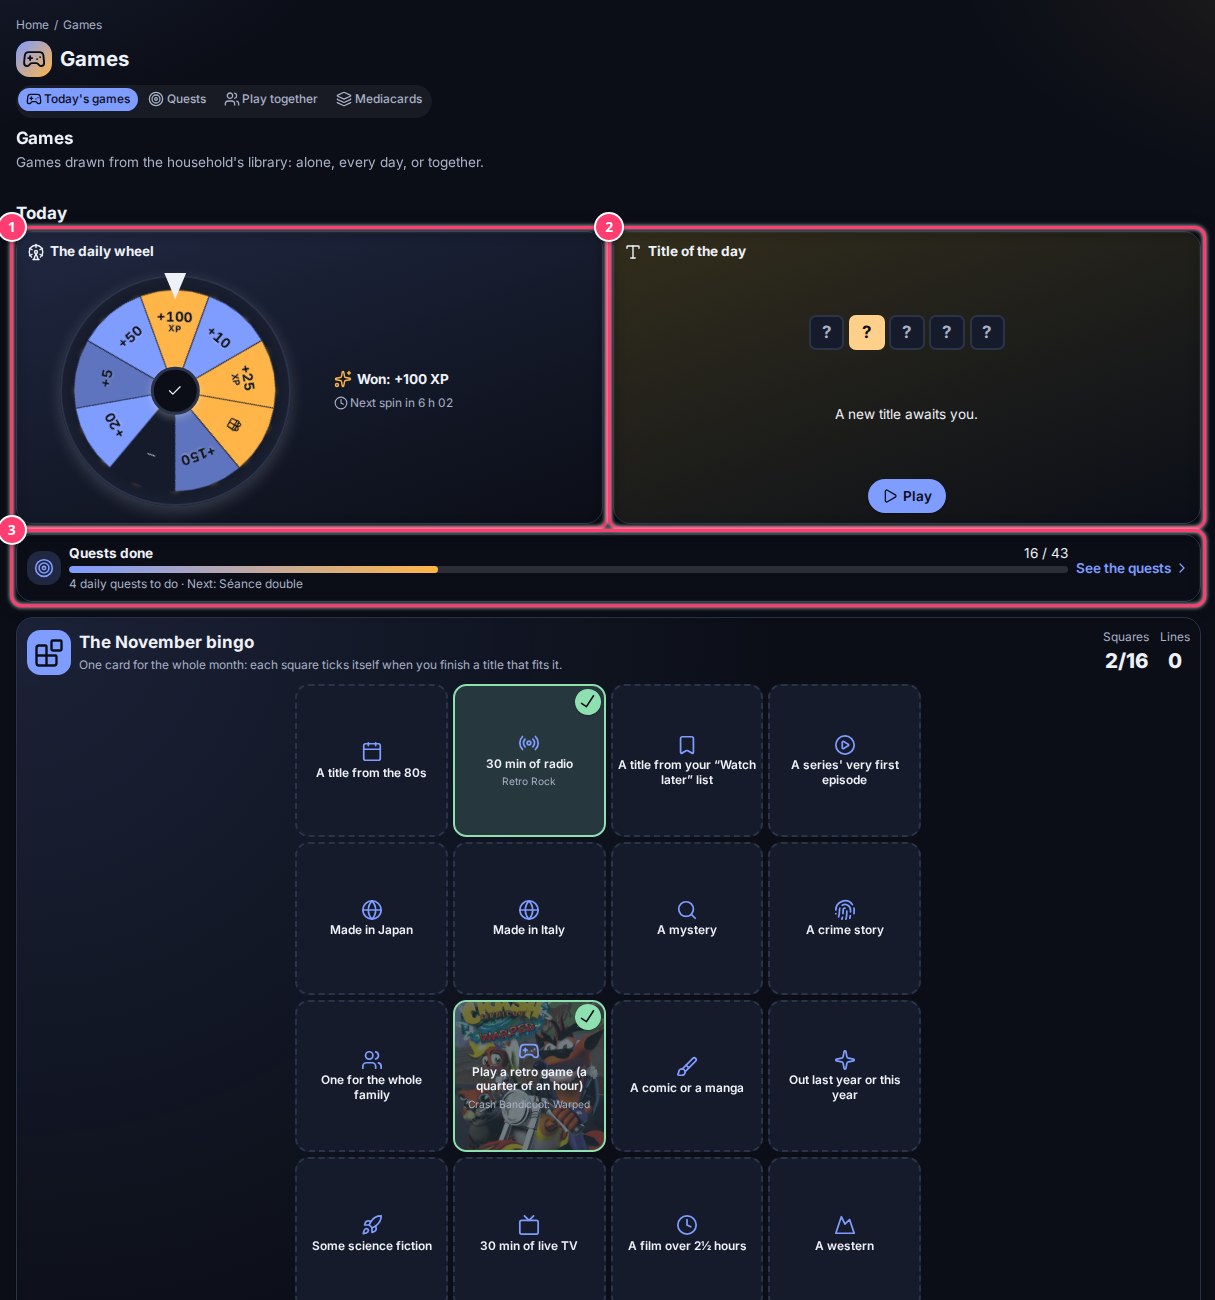 Home / Games
Games
Today's games
Quests
Play together
Mediacards
Games
Games drawn from the household's library: alone, every day, or together.
Today
1
2
The daily wheel
+100
XP
+10
+25
XP
+150
–
+20
+5
+50
Won: +100 XP
Next spin in 6 h 02
Title of the day
? ? ? ? ?
A new title awaits you.
Play
3
Quests done
16 / 43
4 daily quests to do · Next: Séance double
See the quests
The November bingo
One card for the whole month: each square ticks itself when you finish a title that fits it.
Squares
2/16
Lines
0
A title from the 80s
30 min of radio
Retro Rock
A title from your “Watch
later” list
A series' very first
episode
Made in Japan
Made in Italy
A mystery
A crime story
One for the whole
family
Play a retro game (a
quarter of an hour)
Crash Bandicoot: Warped
A comic or a manga
Out last year or this
year
Some science fiction
30 min of live TV
A film over 2½ hours
A western